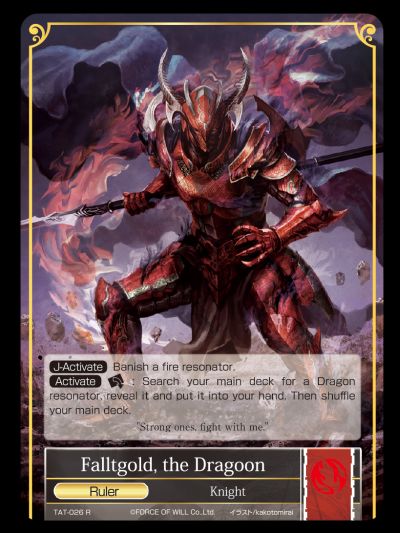 J-Activate Banish a fire resonator.
Activate : Search your main deck for a Dragon
resonator, reveal it and put it into your hand. Then shuffle
your main deck.
"Strong ones, fight with me."
Falltgold, the Dragoon
Ruler Knight
TAT-026 R ©FORCE OF WILL Co.,Ltd. イラスト/kakotomirai